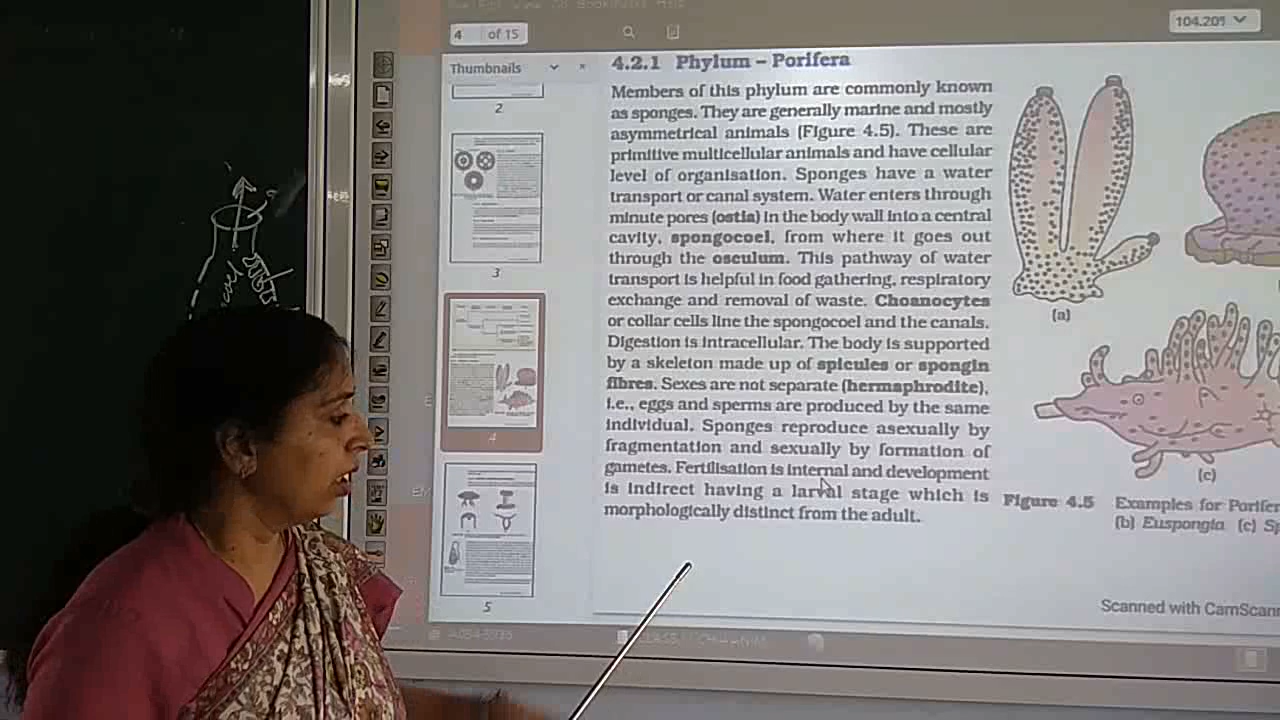 4 of 15
104.20%
Thumbnails
2
3
4
5
4.2.1 Phylum – Porifera
Members of this phylum are commonly known
as sponges. They are generally marine and mostly
asymmetrical animals (Figure 4.5). These are
primitive multicellular animals and have cellular
level of organisation. Sponges have a water
transport or canal system. Water enters through
minute pores (ostia) in the body wall into a central
cavity, spongocoel, from where it goes out
through the osculum. This pathway of water
transport is helpful in food gathering, respiratory
exchange and removal of waste. Choanocytes
or collar cells line the spongocoel and the canals.
Digestion is intracellular. The body is supported
by a skeleton made up of spicules or spongin
fibres. Sexes are not separate (hermaphrodite),
i.e., eggs and sperms are produced by the same
individual. Sponges reproduce asexually by
fragmentation and sexually by formation of
gametes. Fertilisation is internal and development
is indirect having a larval stage which is
morphologically distinct from the adult.
(a)
(c)
Figure 4.5 Examples for Porifer
(b) Euspongia (c) Sp
Scanned with CamScan